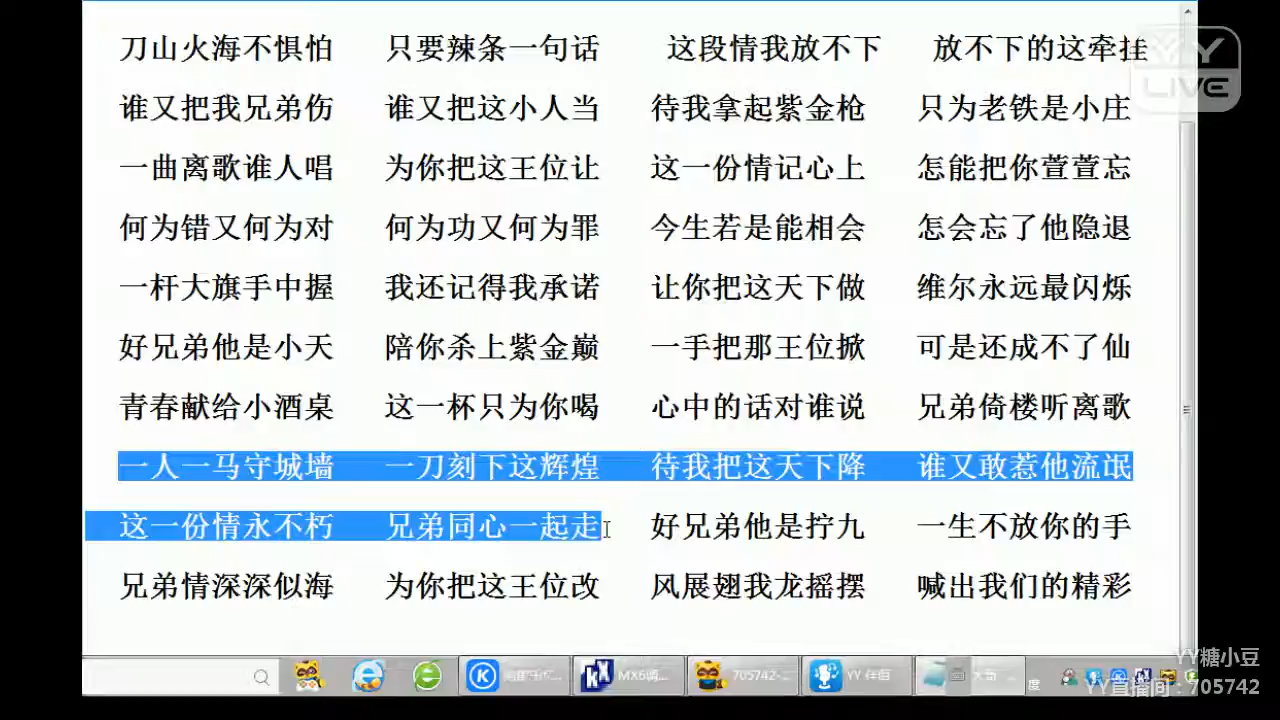 刀山火海不惧怕 只要辣条一句话 这段情我放不下 放不下的这牵挂
YY
LIVE
谁又把我兄弟伤 谁又把这小人当 待我拿起紫金枪 只为老铁是小庄
一曲离歌谁人唱 为你把这王位让 这一份情记心上 怎能把你萱萱忘
何为错又何为对 何为功又何为罪 今生若是能相会 怎会忘了他隐退
一杆大旗手中握 我还记得我承诺 让你把这天下做 维尔永远最闪烁
好兄弟他是小天 陪你杀上紫金巅 一手把那王位掀 可是还成不了仙
青春献给小酒桌 这一杯只为你喝 心中的话对谁说 兄弟倚楼听离歌
一人一马守城墙 一刀刻下这辉煌 待我把这天下降 谁又敢惹他流氓
这一份情永不朽 兄弟同心一起走 好兄弟他是拧九 一生不放你的手
兄弟情深深似海 为你把这王位改 风展翅我龙摇摆 喊出我们的精彩
YY糖小豆
705742-... YY 伴侣
YY直播间：705742